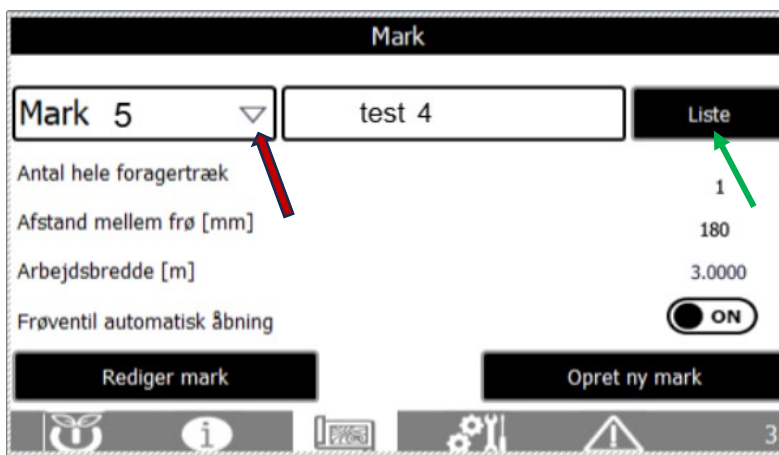 Mark
Mark 5 test 4 Liste
Antal hele foragertræk 1
Afstand mellem frø [mm] 180
Arbejdsbredde [m] 3.0000
Frøventil automatisk åbning ON
Rediger mark Opret ny mark
3